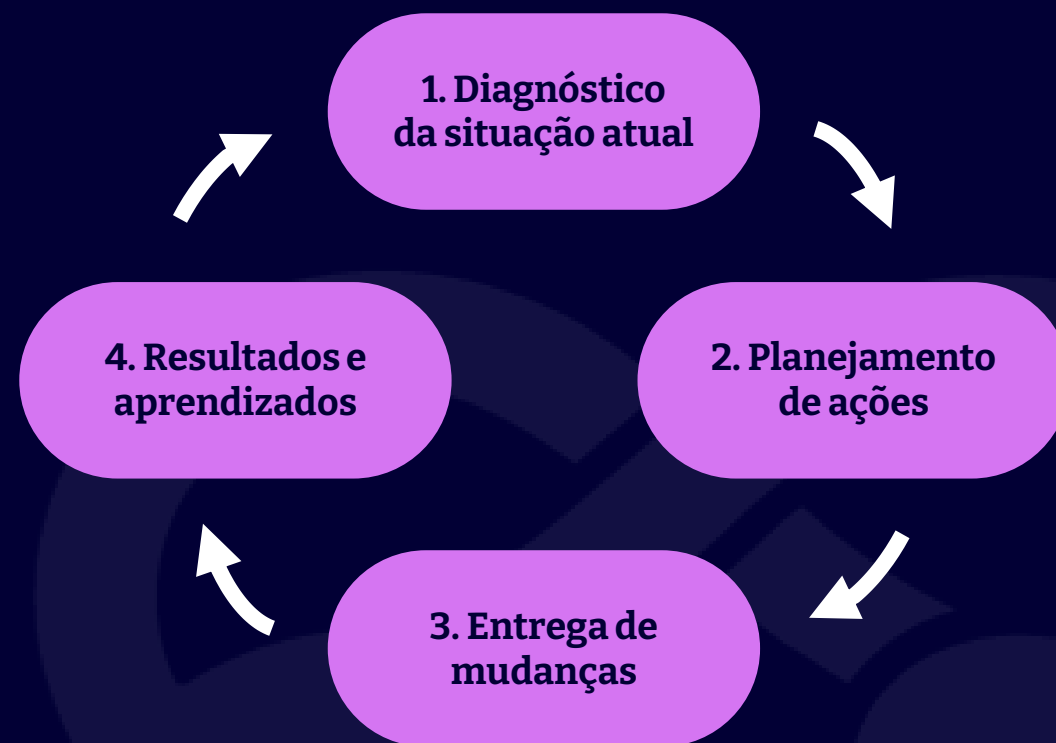 1. Diagnóstico
da situação atual
2. Planejamento
de ações
3. Entrega de
mudanças
4. Resultados e
aprendizados